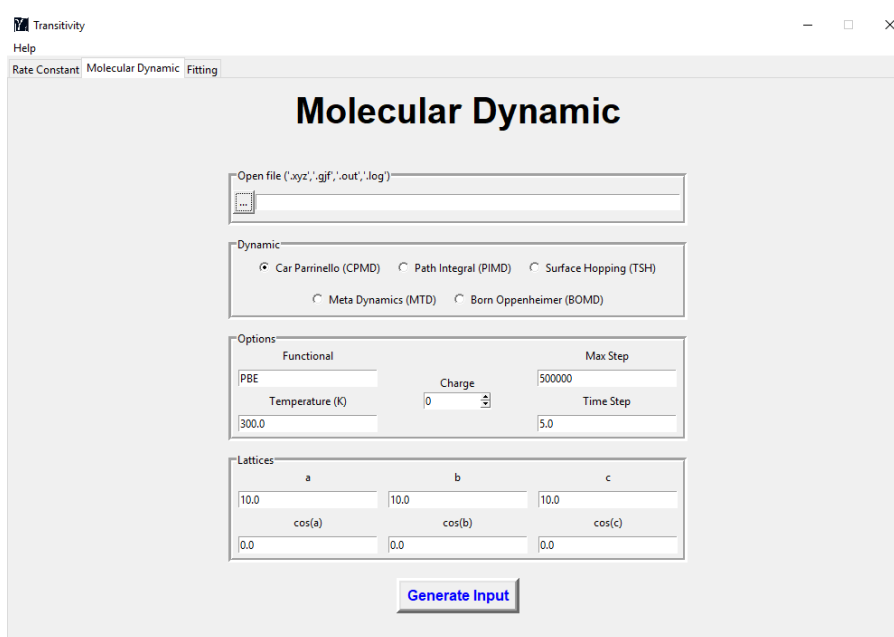 Transitivity
Help
Rate Constant Molecular Dynamic Fitting
Molecular Dynamic
Open file ('.xyz','.gjf','.out','.log')
...
Dynamic
Car Parrinello (CPMD) Path Integral (PIMD) Surface Hopping (TSH)
Meta Dynamics (MTD) Born Oppenheimer (BOMD)
Options
Functional Max Step
PBE Charge 500000
Temperature (K) 0 Time Step
300.0 5.0
Lattices
a b c
10.0 10.0 10.0
cos(a) cos(b) cos(c)
0.0 0.0 0.0
Generate Input